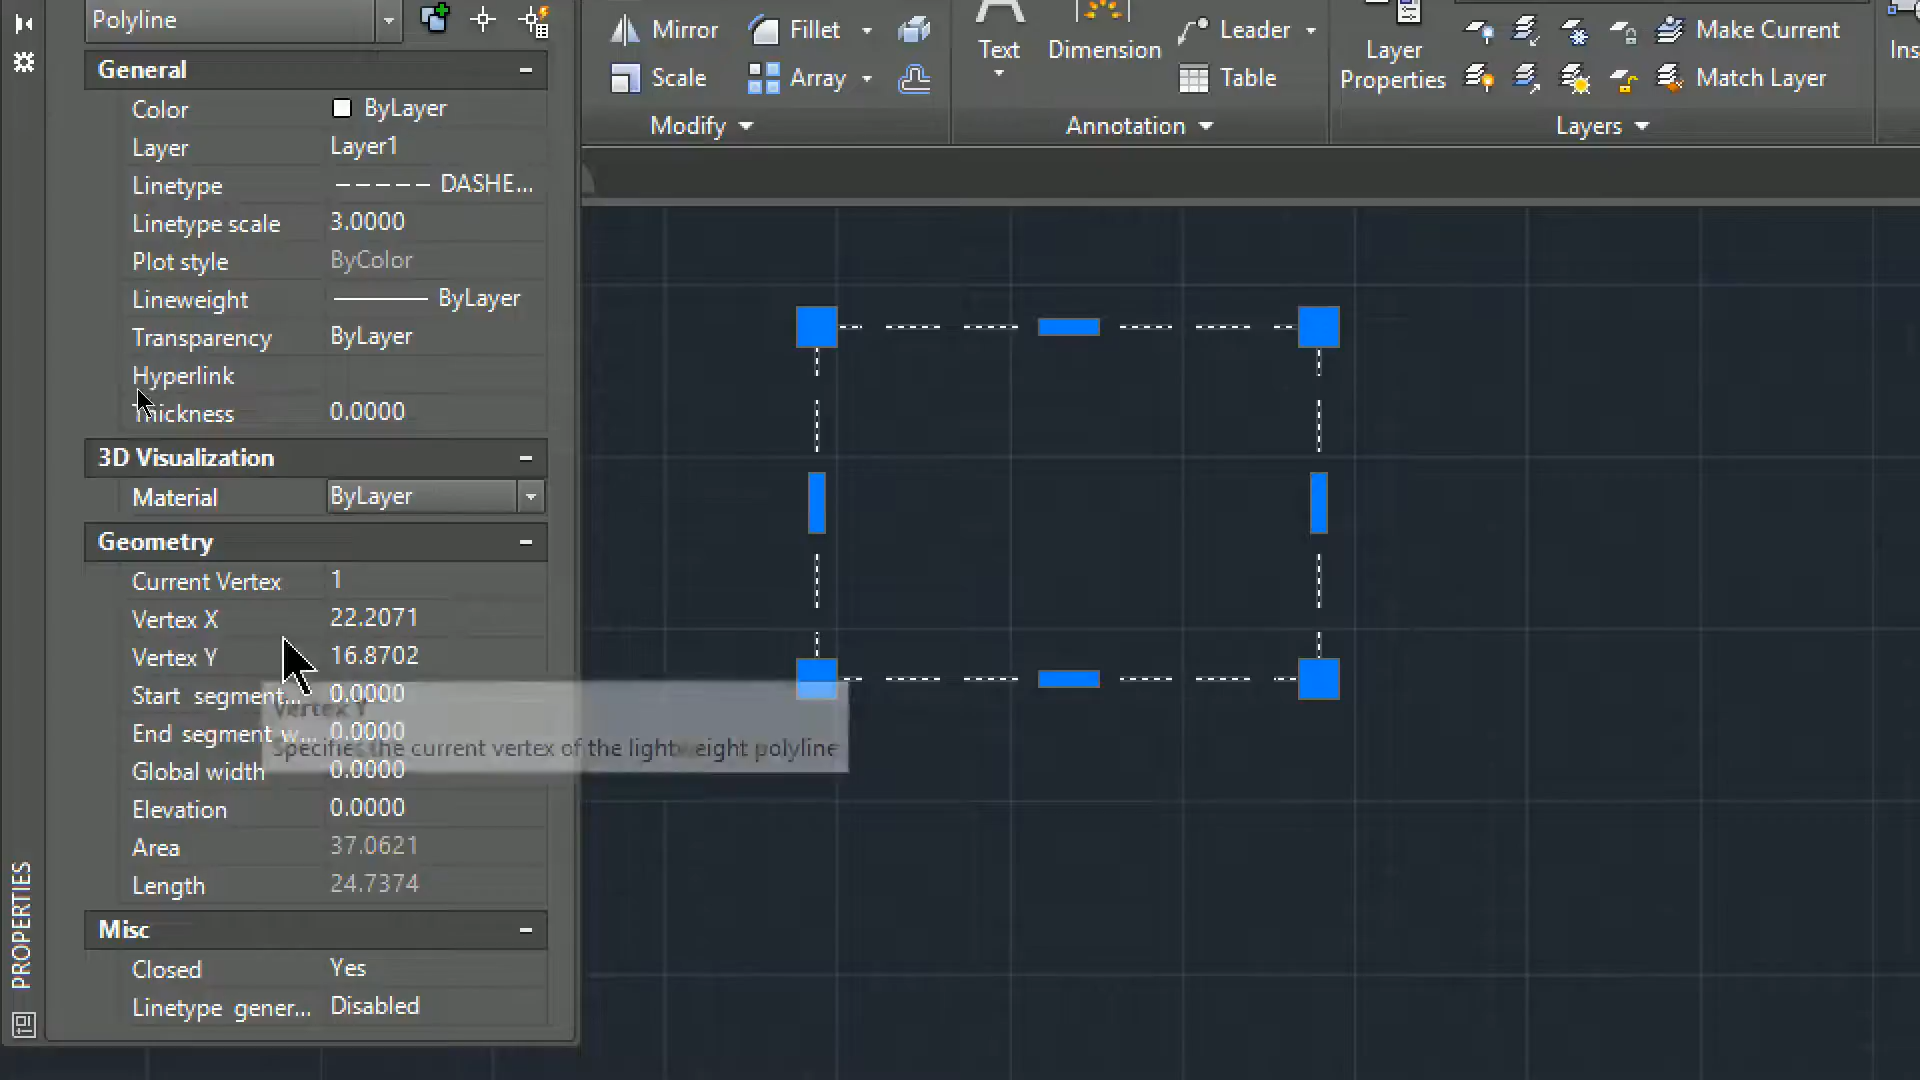 Polyline
General
Color ByLayer
Layer Layer1
Linetype DASHE...
Linetype scale 3.0000
Plot style ByColor
Lineweight ByLayer
Transparency ByLayer
Hyperlink
Thickness 0.0000
3D Visualization
Material ByLayer
Geometry
Current Vertex 1
Vertex X 22.2071
Vertex Y 16.8702
Start segment... 0.0000
End segment w... 0.0000
Global width 0.0000
Elevation 0.0000
Area 37.0621
Length 24.7374
Misc
Closed Yes
Linetype gener... Disabled
PROPERTIES
Vertex Y
Specifies the current vertex of the lightweight polyline
Mirror Fillet
Scale Array
Modify
Text Dimension Leader
Table
Annotation
Layer
Properties
Make Current
Match Layer
Layers
Ins